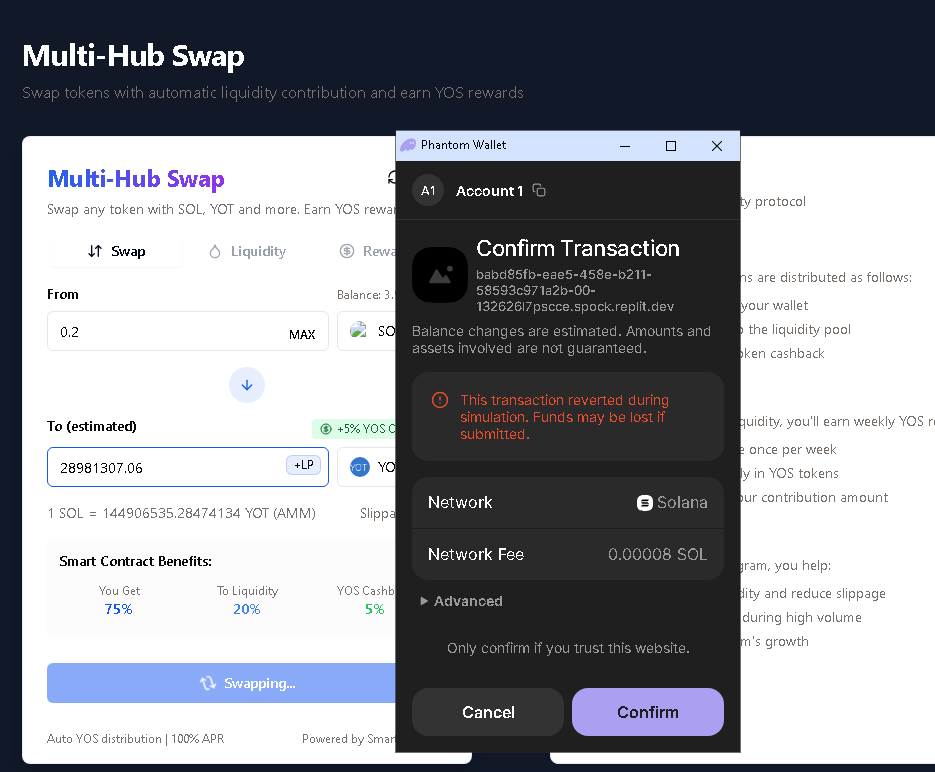 Multi-Hub Swap
Swap tokens with automatic liquidity contribution and earn YOS rewards
Multi-Hub Swap
Swap any token with SOL, YOT and more. Earn YOS rewar
Swap
Liquidity
Rewa
From
Balance: 3.
0.2
MAX
SO
To (estimated)
+5% YOS C
28981307.06
+LP
YOT
YO
1 SOL = 144906535.28474134 YOT (AMM)
Slippa
Smart Contract Benefits:
You Get
To Liquidity
YOS Cashb
75%
20%
5%
Swapping...
Auto YOS distribution | 100% APR
Powered by Smar
Phantom Wallet
A1
Account 1
Confirm Transaction
babd85fb-eae5-458e-b211-
58593c971a2b-00-
132626l7pscce.spock.replit.dev
Balance changes are estimated. Amounts and
assets involved are not guaranteed.
This transaction reverted during
simulation. Funds may be lost if
submitted.
Network
Solana
Network Fee
0.00008 SOL
Advanced
Only confirm if you trust this website.
Cancel
Confirm
ty protocol
ns are distributed as follows:
your wallet
o the liquidity pool
oken cashback
quidity, you'll earn weekly YOS re
e once per week
ly in YOS tokens
our contribution amount
gram, you help:
dity and reduce slippage
during high volume
m's growth